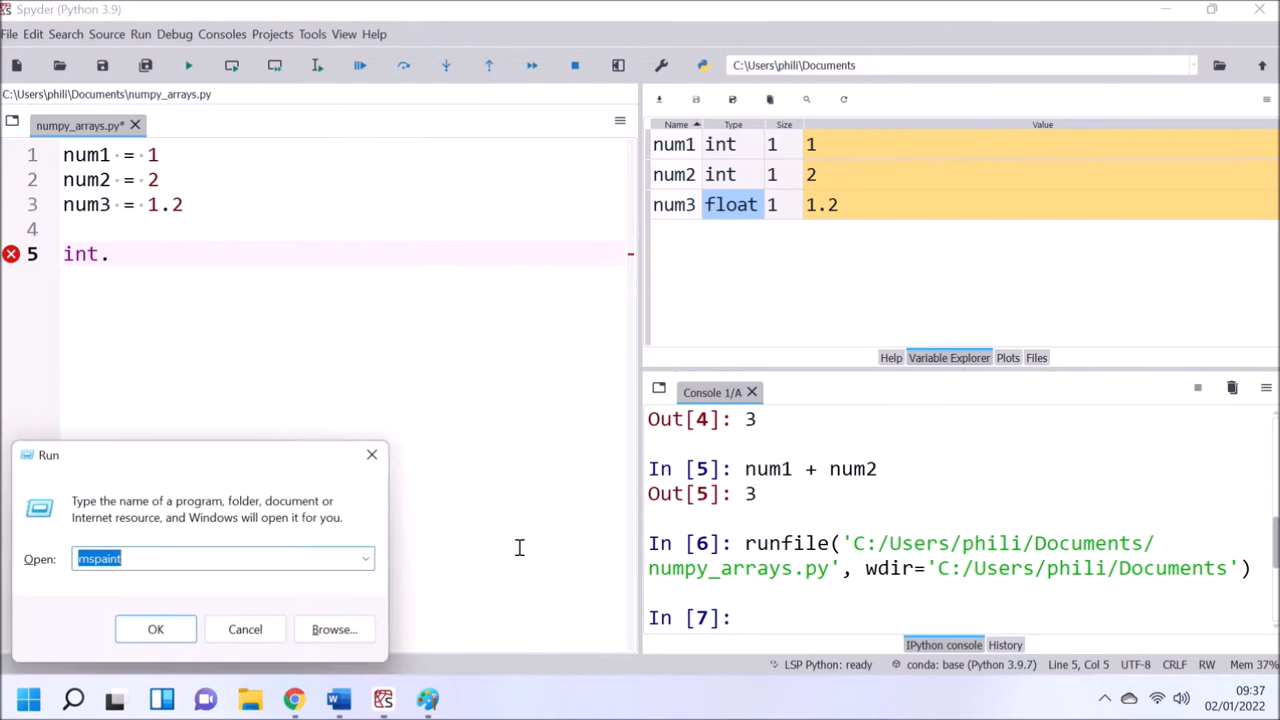 Spyder (Python 3.9)
File Edit Search Source Run Debug Consoles Projects Tools View Help
C:\Users\phili\Documents
C:\Users\phili\Documents\numpy_arrays.py
numpy_arrays.py*
1 num1 = 1
2 num2 = 2
3 num3 = 1.2
4
5 int.
Name Type Size Value
num1 int 1 1
num2 int 1 2
num3 float 1 1.2
Help Variable Explorer Plots Files
Console 1/A
Out[4]: 3
In [5]: num1 + num2
Out[5]: 3
In [6]: runfile('C:/Users/phili/Documents/
numpy_arrays.py', wdir='C:/Users/phili/Documents')
In [7]:
IPython console History
Run
Type the name of a program, folder, document or
Internet resource, and Windows will open it for you.
Open: mspaint
OK Cancel Browse...
LSP Python: ready conda: base (Python 3.9.7) Line 5, Col 5 UTF-8 CRLF RW Mem 37%
09:37
02/01/2022